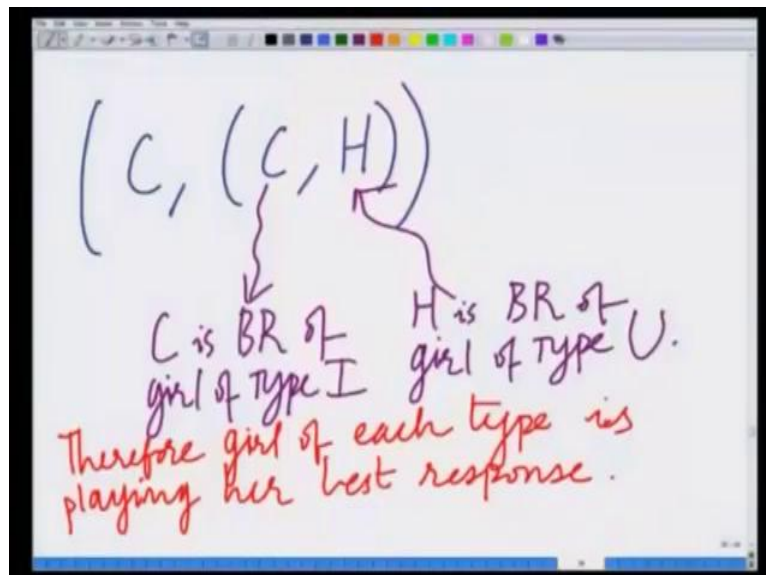 (C, (C, H))
C is BR of
girl of Type I
H is BR of
girl of Type U.
Therefore girl of each type is
playing her best response.